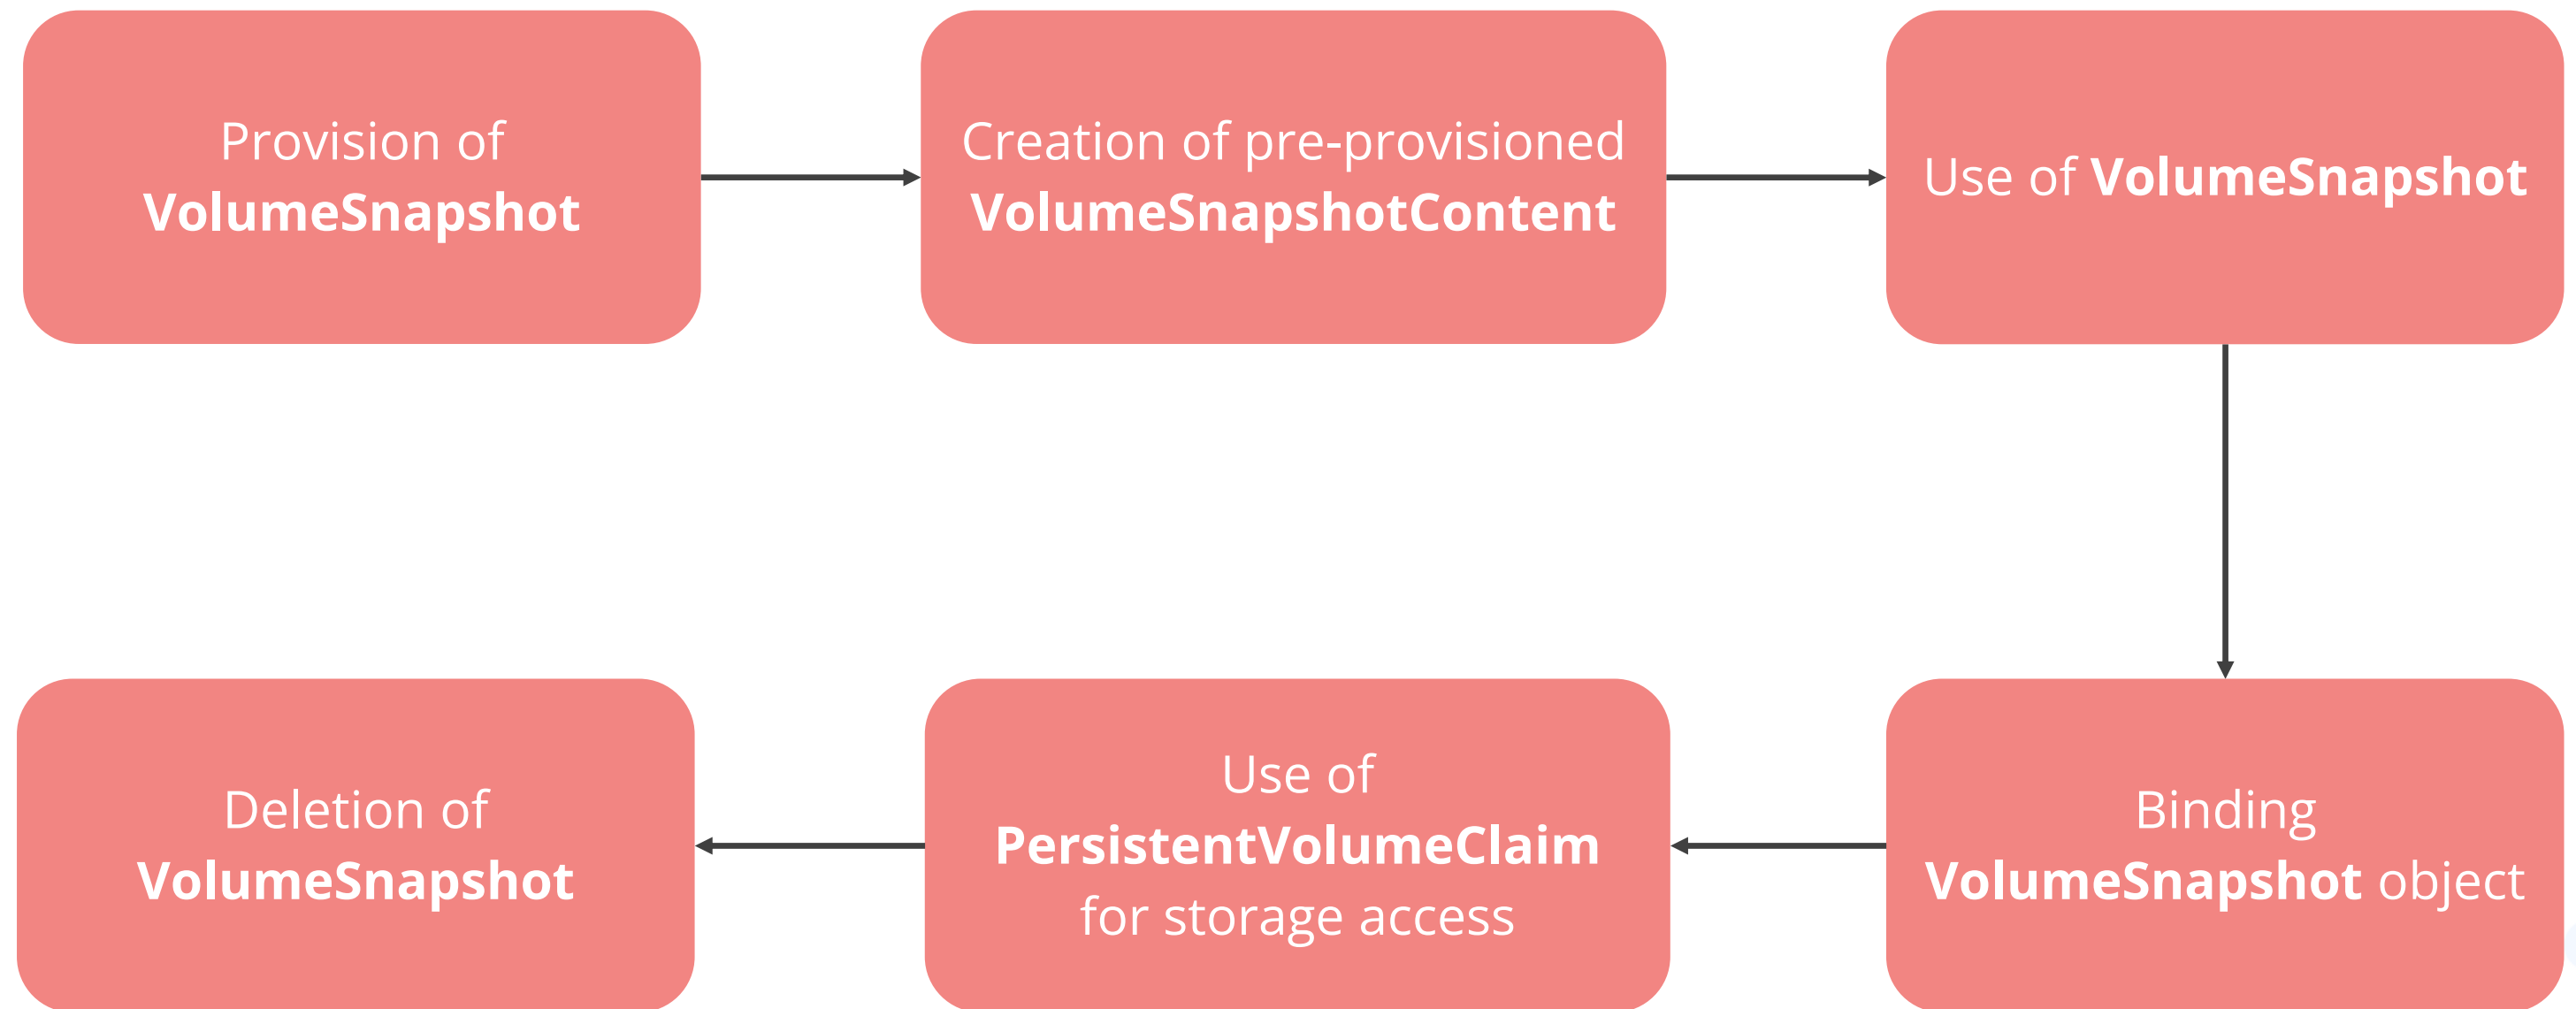 Provision of
VolumeSnapshot
Creation of pre-provisioned
VolumeSnapshotContent
Use of VolumeSnapshot
Binding
VolumeSnapshot object
Use of
PersistentVolumeClaim
for storage access
Deletion of
VolumeSnapshot